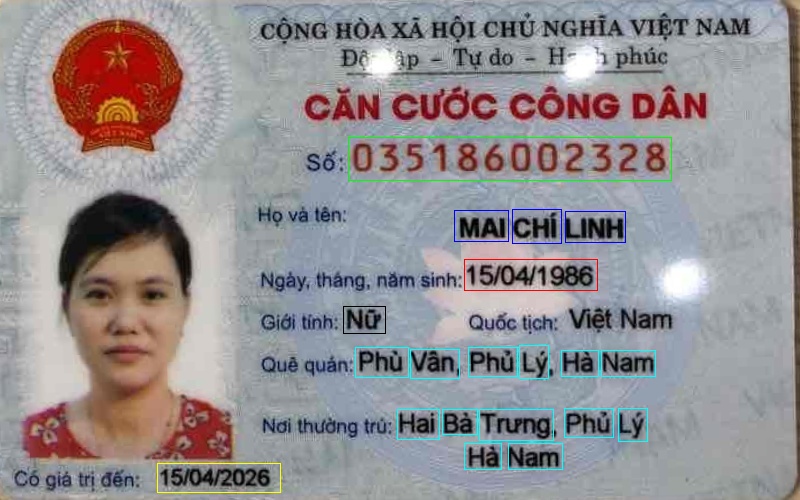 CỘNG HÒA XÃ HỘI CHỦ NGHĨA VIỆT NAM
Độc lập – Tự do – Hạnh phúc
CĂN CƯỚC CÔNG DÂN
Số: 035186002328
Họ và tên:
MAI CHÍ LINH
Ngày, tháng, năm sinh: 15/04/1986
Giới tính: Nữ Quốc tịch: Việt Nam
Quê quán: Phù Vân, Phủ Lý, Hà Nam
Nơi thường trú: Hai Bà Trưng, Phủ Lý
Hà Nam
Có giá trị đến: 15/04/2026